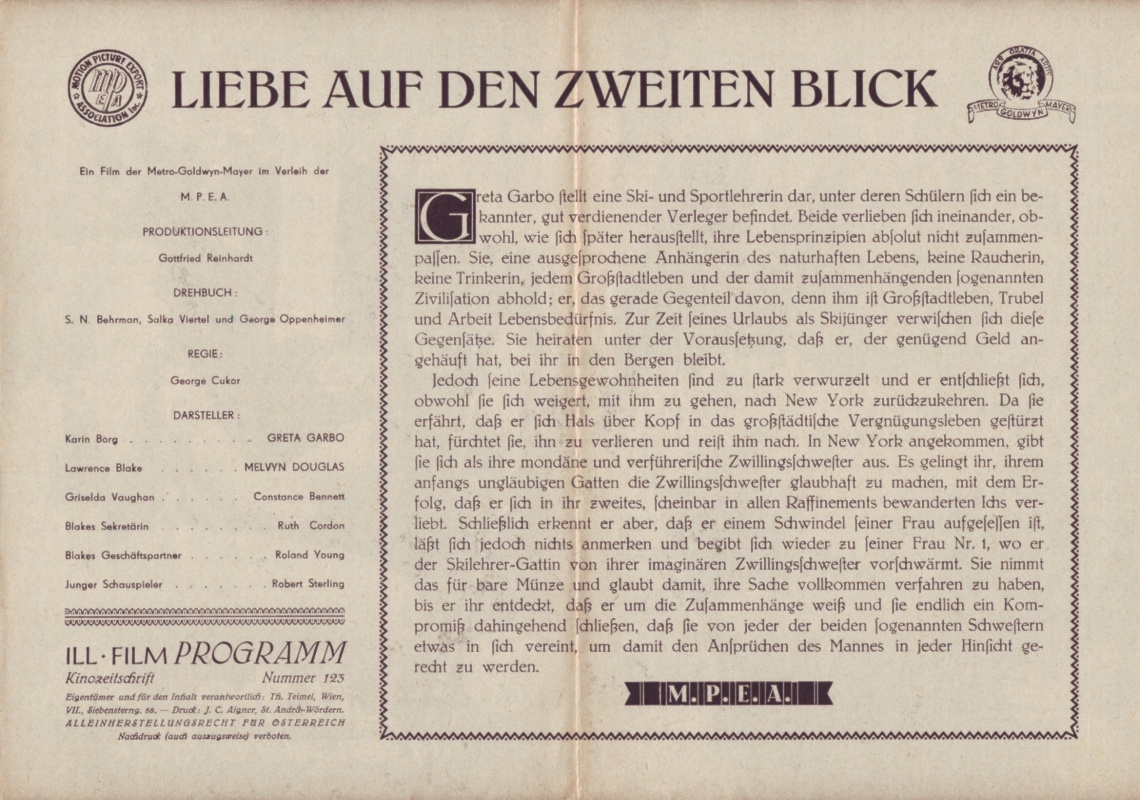 MOTION PICTURE EXPORT
mp
EA
ASSOCIATION Inc.
LIEBE AUF DEN ZWEITEN BLICK
ARS GRATIA ARTIS
METRO GOLDWYN MAYER
Ein Film der Metro-Goldwyn-Mayer im Verleih der
M. P. E. A.
PRODUKTIONSLEITUNG :
Gottfried Reinhardt
DREHBUCH :
S. N. Behrman, Salka Viertel und George Oppenheimer
REGIE :
George Cukor
DARSTELLER :
Karin Borg . . . . . . . . . GRETA GARBO
Lawrence Blake . . . . . . MELVYN DOUGLAS
Griselda Vaughan . . . . . . Constance Bennett
Blakes Sekretärin . . . . . . . . Ruth Cordon
Blakes Geschäftspartner . . . . . . Roland Young
Junger Schauspieler . . . . . . . Robert Sterling
ILL · FILM PROGRAMM
Kinozeitschrift Nummer 123
Eigentümer und für den Inhalt verantwortlich: Th. Teimel, Wien,
VII., Siebensterng. 58. — Druck: J. C. Aigner, St. Andrä-Wördern.
ALLEINHERSTELLUNGSRECHT FÜR ÖSTERREICH
Nachdruck (auch auszugsweise) verboten.
Greta Garbo ſtellt eine Ski- und Sportlehrerin dar, unter deren Schülern ſich ein be-
kannter, gut verdienender Verleger befindet. Beide verlieben ſich ineinander, ob-
wohl, wie ſich ſpäter herausſtellt, ihre Lebensprinzipien abſolut nicht zuſammen-
paſſen. Sie, eine ausgeſprochene Anhängerin des naturhaften Lebens, keine Raucherin,
keine Trinkerin, jedem Großſtadtleben und der damit zuſammenhängenden ſogenannten
Ziviliſation abhold; er, das gerade Gegenteil davon, denn ihm iſt Großſtadtleben, Trubel
und Arbeit Lebensbedürfnis. Zur Zeit ſeines Urlaubs als Skijünger verwiſchen ſich dieſe
Gegenſätze. Sie heiraten unter der Vorausſetzung, daß er, der genügend Geld an-
gehäuft hat, bei ihr in den Bergen bleibt.
Jedoch ſeine Lebensgewohnheiten ſind zu ſtark verwurzelt und er entſchließt ſich,
obwohl ſie ſich weigert, mit ihm zu gehen, nach New York zurückzukehren. Da ſie
erfährt, daß er ſich Hals über Kopf in das großſtädtiſche Vergnügungsleben geſtürzt
hat, fürchtet ſie, ihn zu verlieren und reiſt ihm nach. In New York angekommen, gibt
ſie ſich als ihre mondäne und verführeriſche Zwillingsſchweſter aus. Es gelingt ihr, ihrem
anfangs ungläubigen Gatten die Zwillingsſchweſter glaubhaft zu machen, mit dem Er-
folg, daß er ſich in ihr zweites, ſcheinbar in allen Raffinements bewanderten Ichs ver-
liebt. Schließlich erkennt er aber, daß er einem Schwindel ſeiner Frau aufgeſeſſen iſt,
läßt ſich jedoch nichts anmerken und begibt ſich wieder zu ſeiner Frau Nr. 1, wo er
der Skilehrer-Gattin von ihrer imaginären Zwillingsſchweſter vorſchwärmt. Sie nimmt
das für bare Münze und glaubt damit, ihre Sache vollkommen verfahren zu haben,
bis er ihr entdeckt, daß er um die Zuſammenhänge weiß und ſie endlich ein Kom-
promiß dahingehend ſchließen, daß ſie von jeder der beiden ſogenannten Schweſtern
etwas in ſich vereint, um damit den Anſprüchen des Mannes in jeder Hinſicht ge-
recht zu werden.
M.P.E.A.